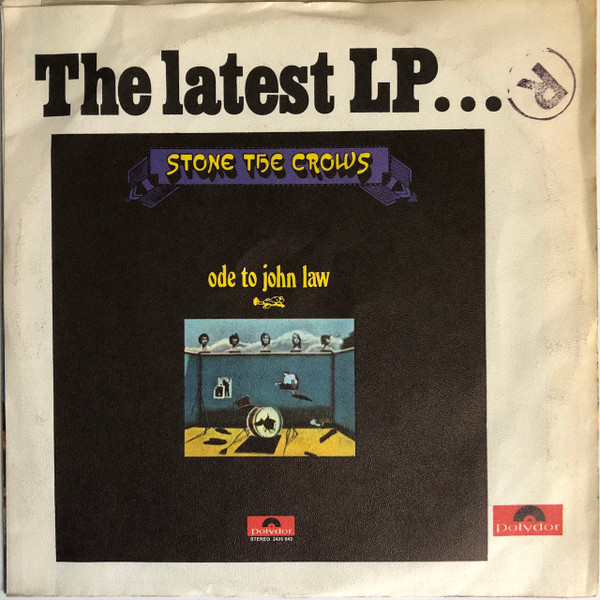 The latest LP...
R
STONE THE CROWS
ode to john law
polydor
STEREO 2425 042
polydor